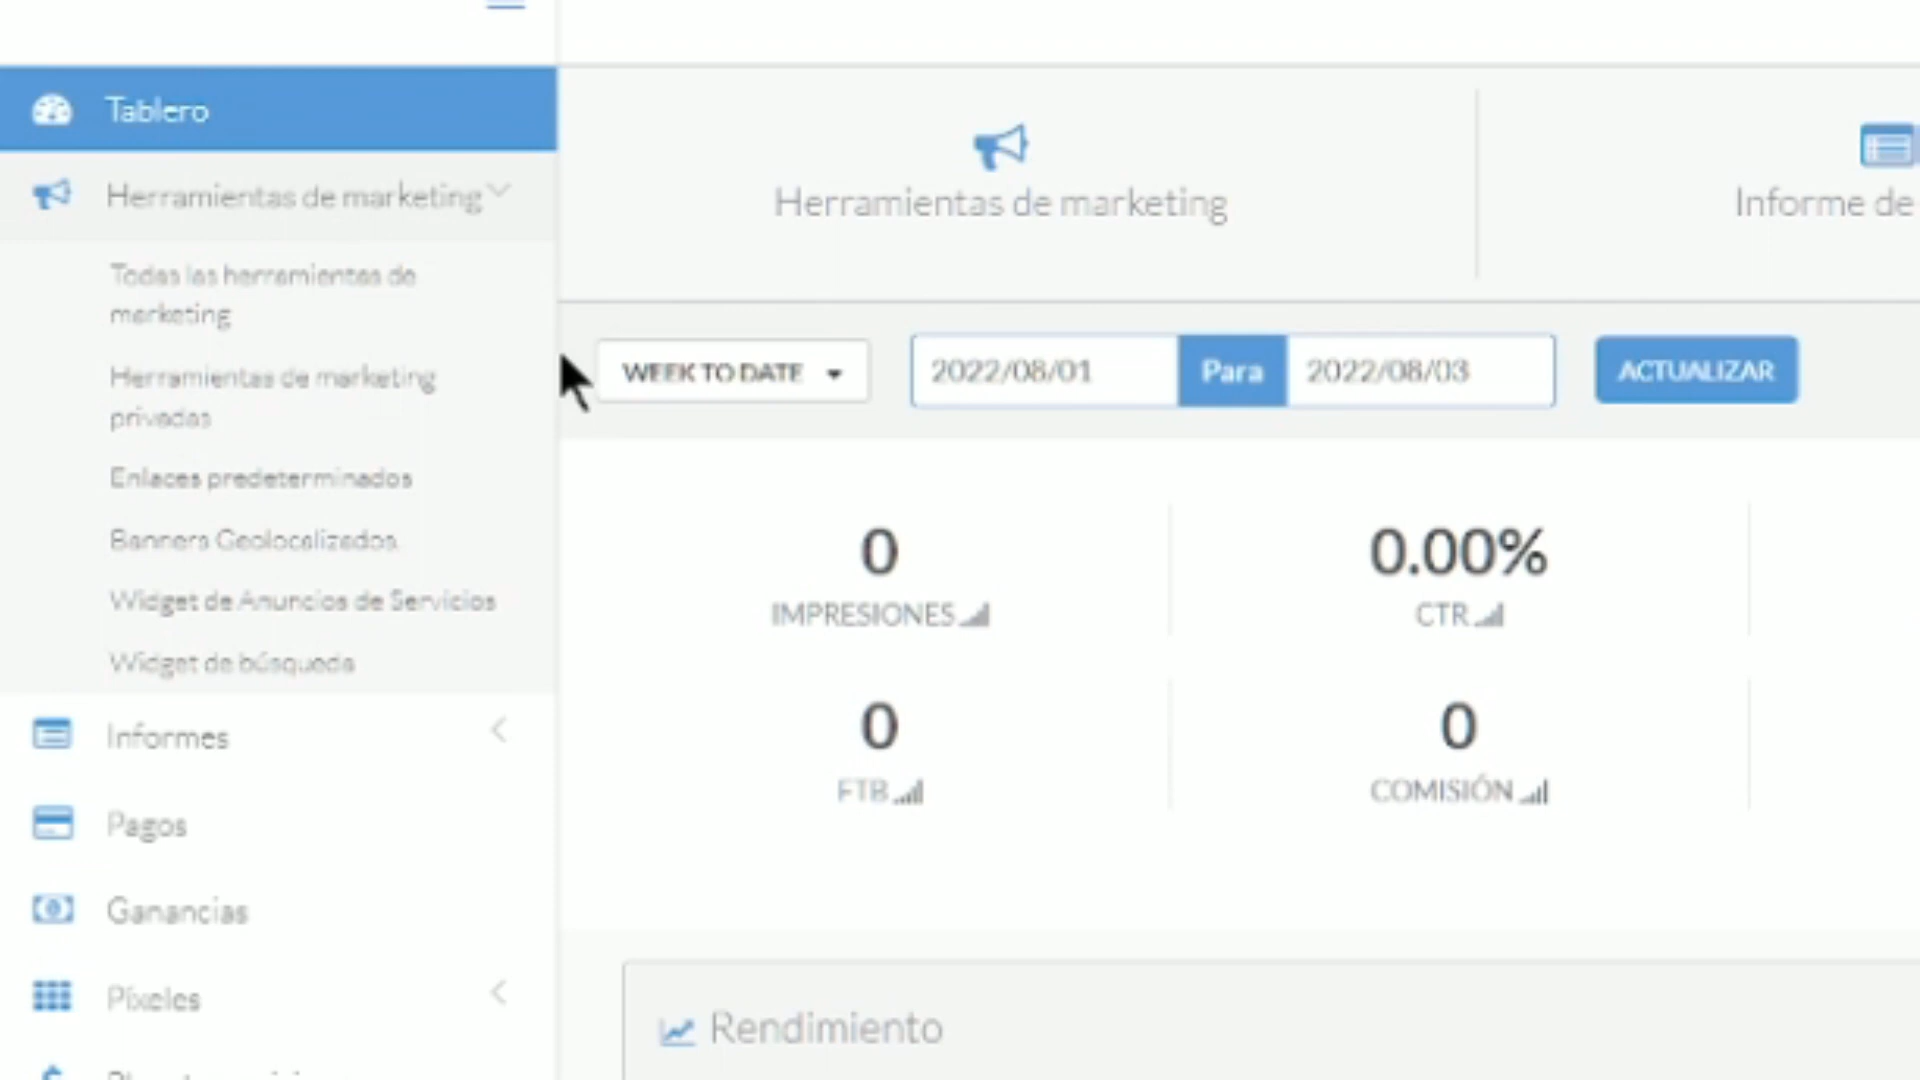 Tablero
Herramientas de marketing
Todas las herramientas de
marketing
Herramientas de marketing
privadas
Enlaces predeterminados
Banners Geolocalizados
Widget de Anuncios de Servicios
Widget de búsqueda
Informes
Pagos
Ganancias
Píxeles
Herramientas de marketing
Informe de
WEEK TO DATE
2022/08/01 Para 2022/08/03
ACTUALIZAR
0
IMPRESIONES
0.00%
CTR
0
FTB
0
COMISIÓN
Rendimiento